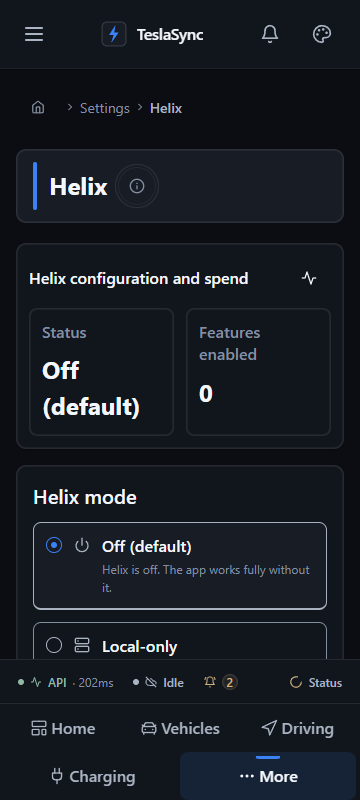 TeslaSync
Settings
Helix
Helix
Helix configuration and spend
Status
Off
(default)
Features
enabled
0
Helix mode
Off (default)
Helix is off. The app works fully without
it.
Local-only
API · 202ms
Idle
2
Status
Home
Vehicles
Driving
Charging
More